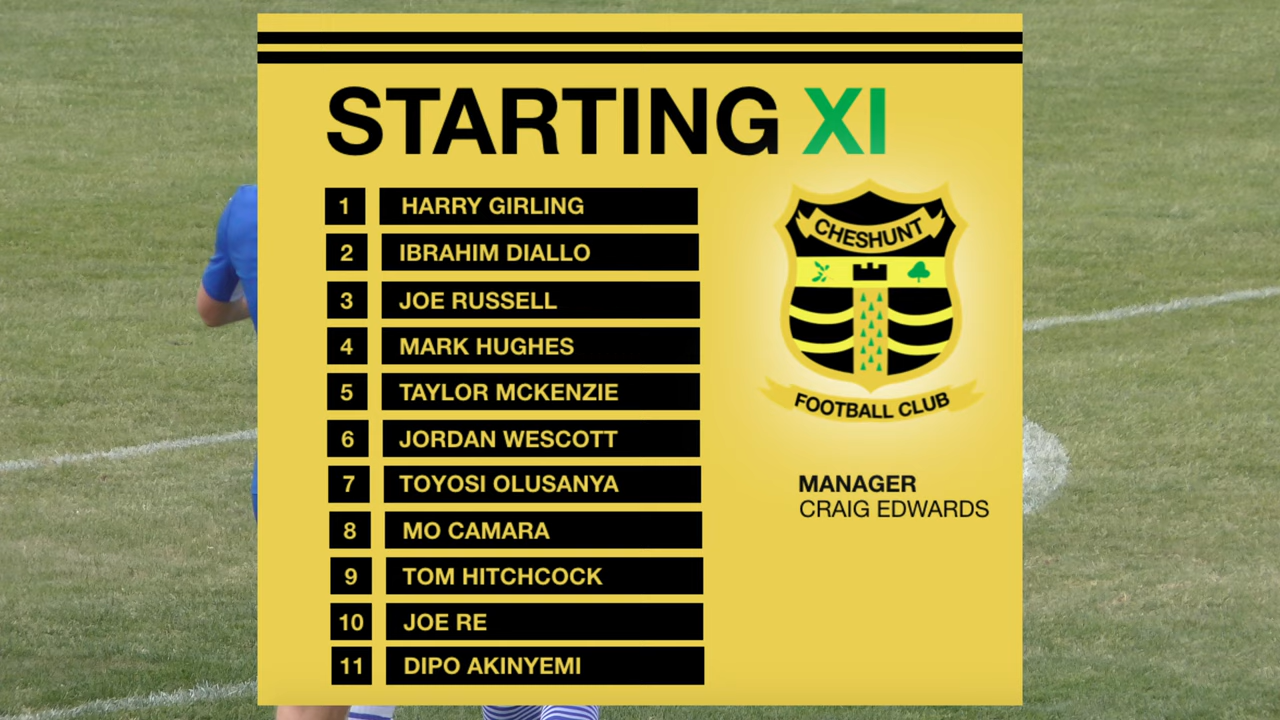 STARTING XI
1 HARRY GIRLING
2 IBRAHIM DIALLO
3 JOE RUSSELL
4 MARK HUGHES
5 TAYLOR MCKENZIE
6 JORDAN WESCOTT
7 TOYOSI OLUSANYA
8 MO CAMARA
9 TOM HITCHCOCK
10 JOE RE
11 DIPO AKINYEMI
CHESHUNT
FOOTBALL CLUB
MANAGER
CRAIG EDWARDS